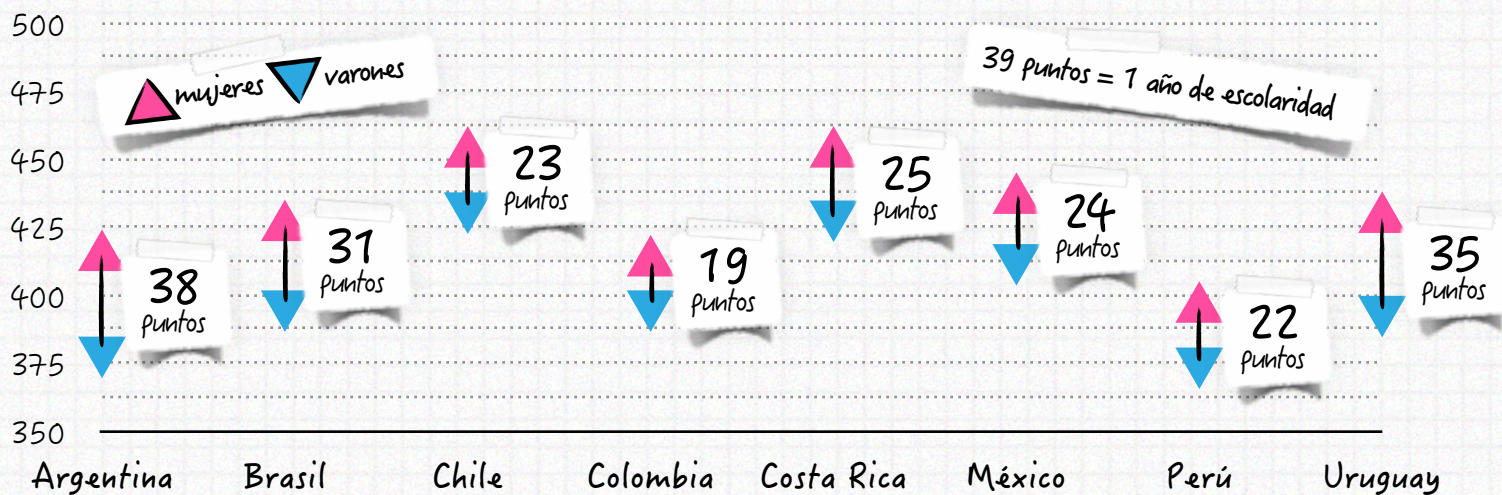 500
475
450
425
400
375
350
mujeres varones
39 puntos = 1 año de escolaridad
38
puntos
31
puntos
23
puntos
19
puntos
25
puntos
24
puntos
22
puntos
35
puntos
Argentina Brasil Chile Colombia Costa Rica México Perú Uruguay